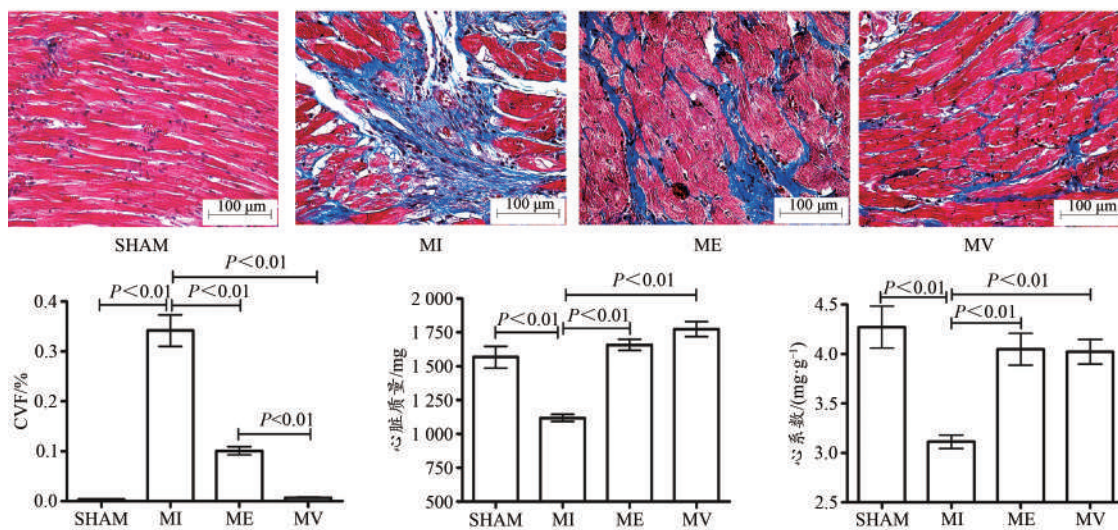 100 μm
100 μm
100 μm
100 μm
SHAM
MI
ME
MV
P<0.01
P<0.01
P<0.01
P<0.01
CVF/%
0.4
0.3
0.2
0.1
0.0
SHAM
MI
ME
MV
P<0.01
P<0.01
P<0.01
心脏质量/mg
2 000
1 750
1 500
1 250
1 000
750
500
SHAM
MI
ME
MV
P<0.01
P<0.01
P<0.01
心系数/(mg·g⁻¹)
4.5
4.0
3.5
3.0
2.5
SHAM
MI
ME
MV